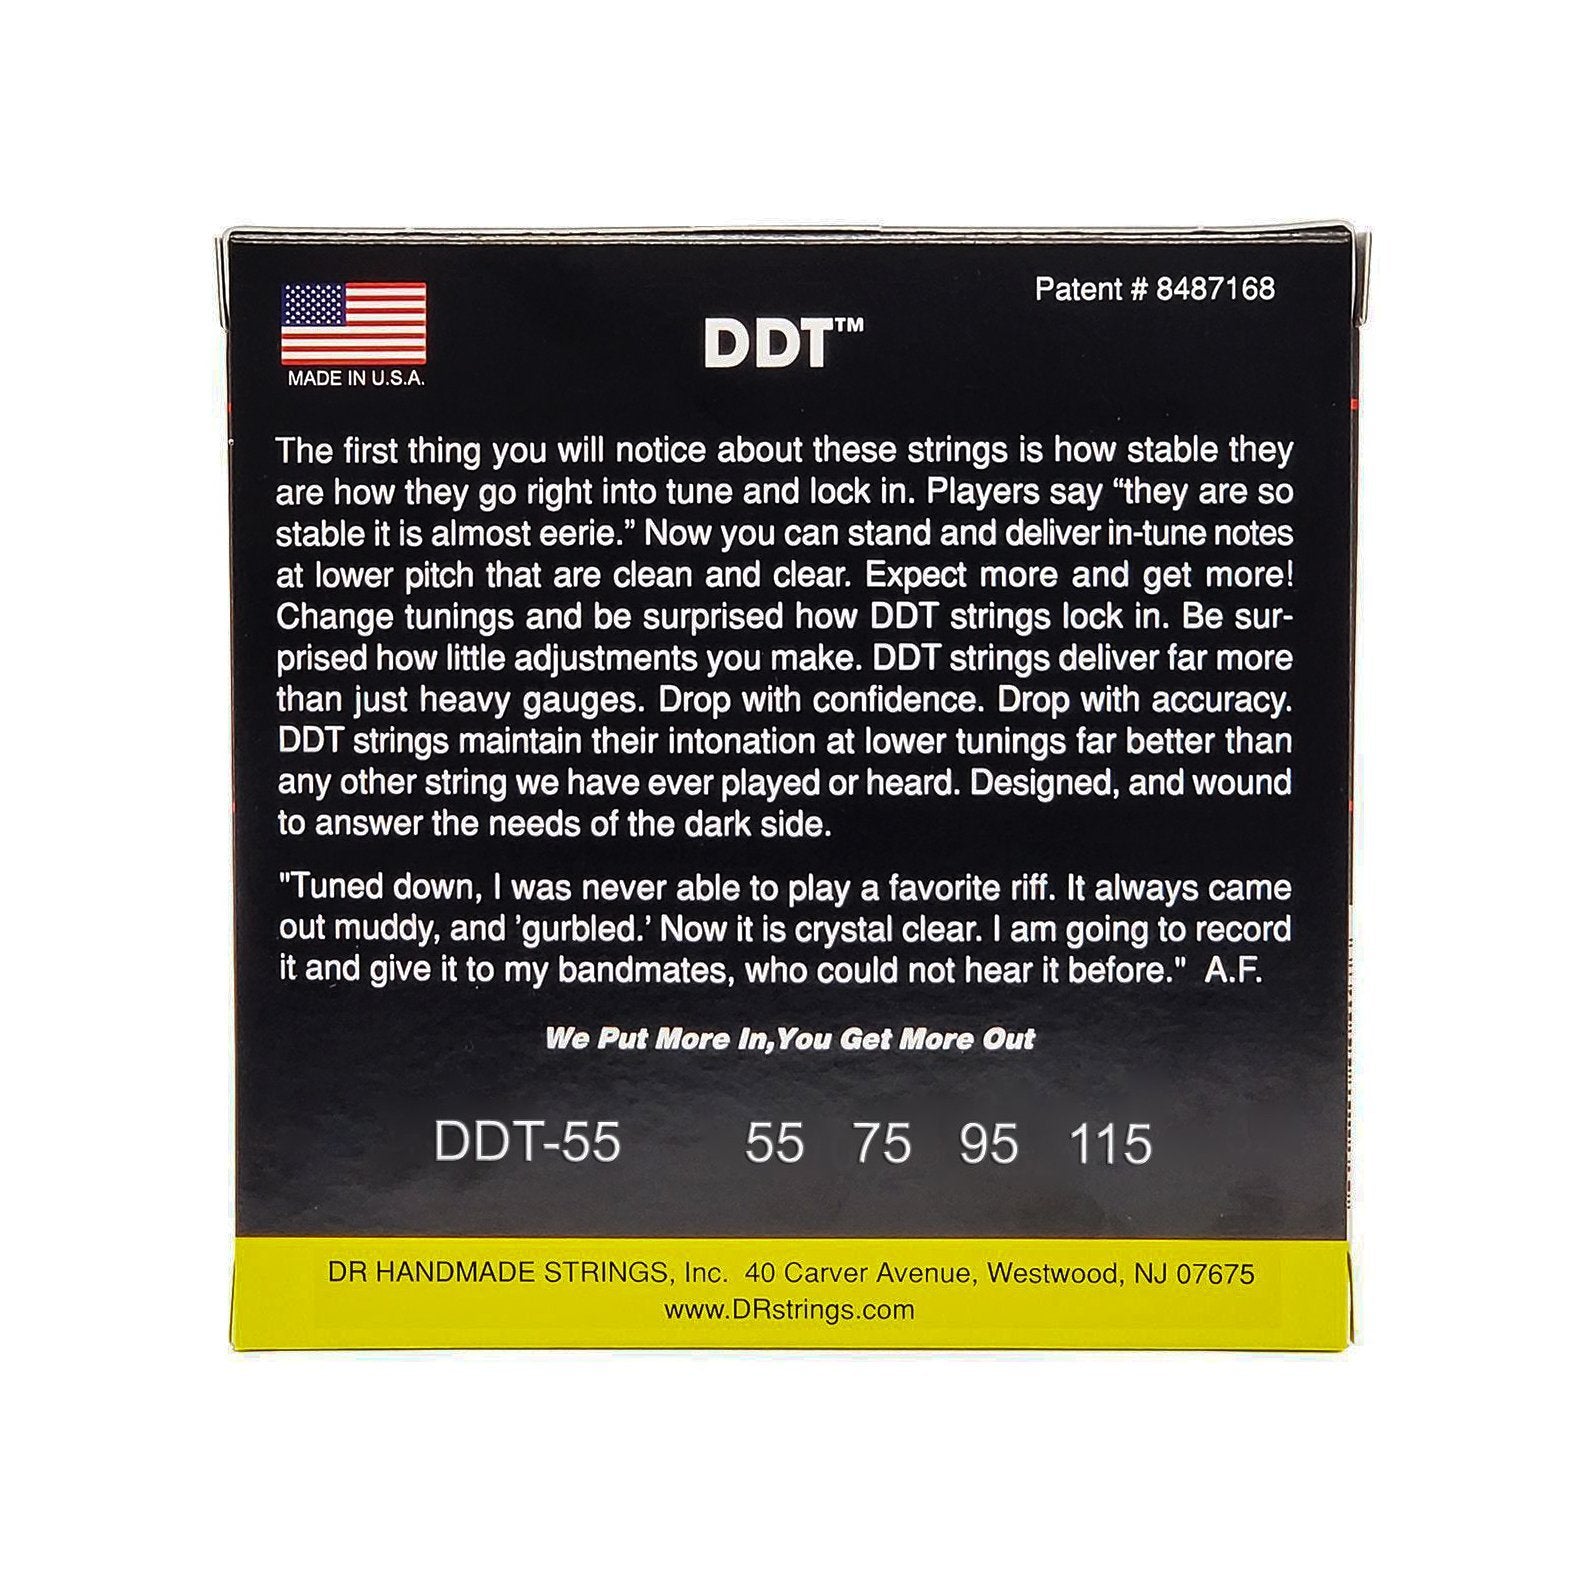 Patent # 8487168
MADE IN U.S.A.
DDT™
The first thing you will notice about these strings is how stable they
are how they go right into tune and lock in. Players say “they are so
stable it is almost eerie.” Now you can stand and deliver in-tune notes
at lower pitch that are clean and clear. Expect more and get more!
Change tunings and be surprised how DDT strings lock in. Be sur-
prised how little adjustments you make. DDT strings deliver far more
than just heavy gauges. Drop with confidence. Drop with accuracy.
DDT strings maintain their intonation at lower tunings far better than
any other string we have ever played or heard. Designed, and wound
to answer the needs of the dark side.
"Tuned down, I was never able to play a favorite riff. It always came
out muddy, and ’gurbled.’ Now it is crystal clear. I am going to record
it and give it to my bandmates, who could not hear it before." A.F.
We Put More In,You Get More Out
DDT-55 55 75 95 115
DR HANDMADE STRINGS, Inc. 40 Carver Avenue, Westwood, NJ 07675
www.DRstrings.com